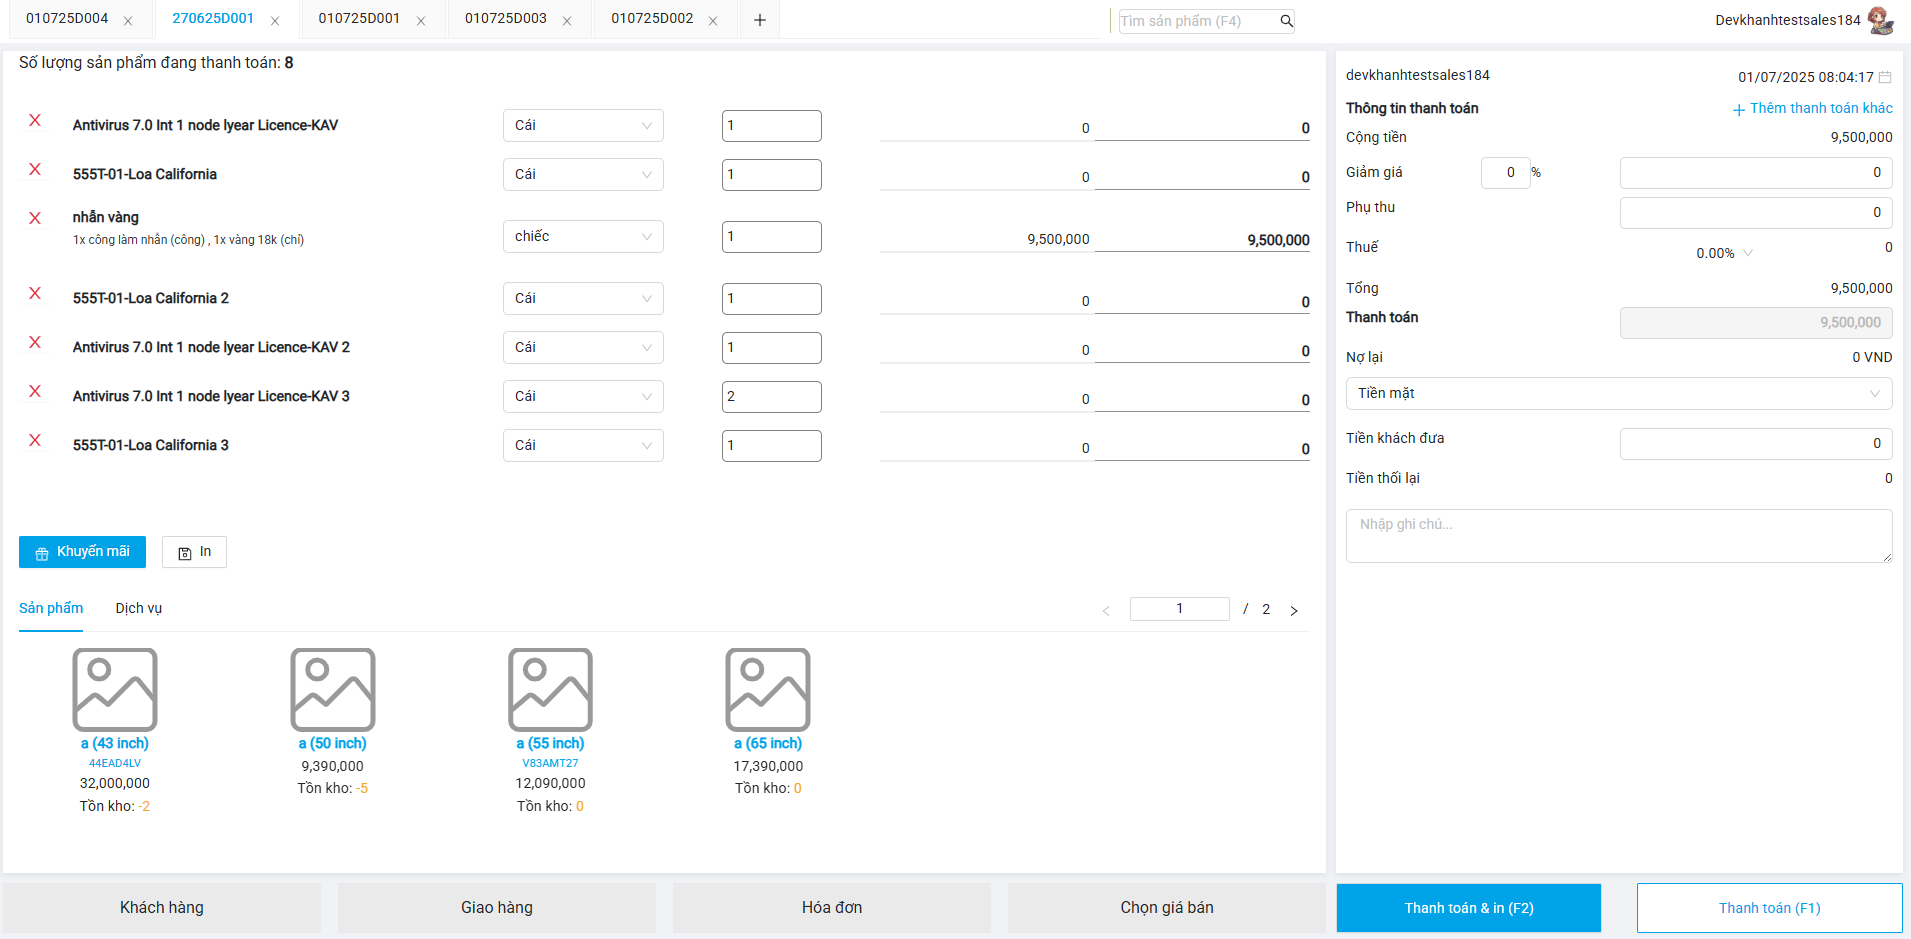 010725D004
270625D001
010725D001
010725D003
010725D002
Tìm sản phẩm (F4)
Devkhanhtestsales184
Số lượng sản phẩm đang thanh toán: 8
X Antivirus 7.0 Int 1 node lyear Licence-KAV Cái 1 0 0
X 555T-01-Loa California Cái 1 0 0
X nhẫn vàng
1x công làm nhẫn (công) , 1x vàng 18k (chỉ) chiếc 1 9,500,000 9,500,000
X 555T-01-Loa California 2 Cái 1 0 0
X Antivirus 7.0 Int 1 node lyear Licence-KAV 2 Cái 1 0 0
X Antivirus 7.0 Int 1 node lyear Licence-KAV 3 Cái 2 0 0
X 555T-01-Loa California 3 Cái 1 0 0
Khuyến mãi
In
Sản phẩm Dịch vụ 1 / 2
a (43 inch)
44EAD4LV
32,000,000
Tồn kho: -2
a (50 inch)
9,390,000
Tồn kho: -5
a (55 inch)
V83AMT27
12,090,000
Tồn kho: 0
a (65 inch)
17,390,000
Tồn kho: 0
devkhanhtestsales184 01/07/2025 08:04:17
Thông tin thanh toán Thêm thanh toán khác
Cộng tiền 9,500,000
Giảm giá 0 % 0
Phụ thu 0
Thuế 0.00% 0
Tổng 9,500,000
Thanh toán 9,500,000
Nợ lại 0 VND
Tiền mặt
Tiền khách đưa 0
Tiền thối lại 0
Nhập ghi chú...
Khách hàng
Giao hàng
Hóa đơn
Chọn giá bán
Thanh toán & in (F2)
Thanh toán (F1)